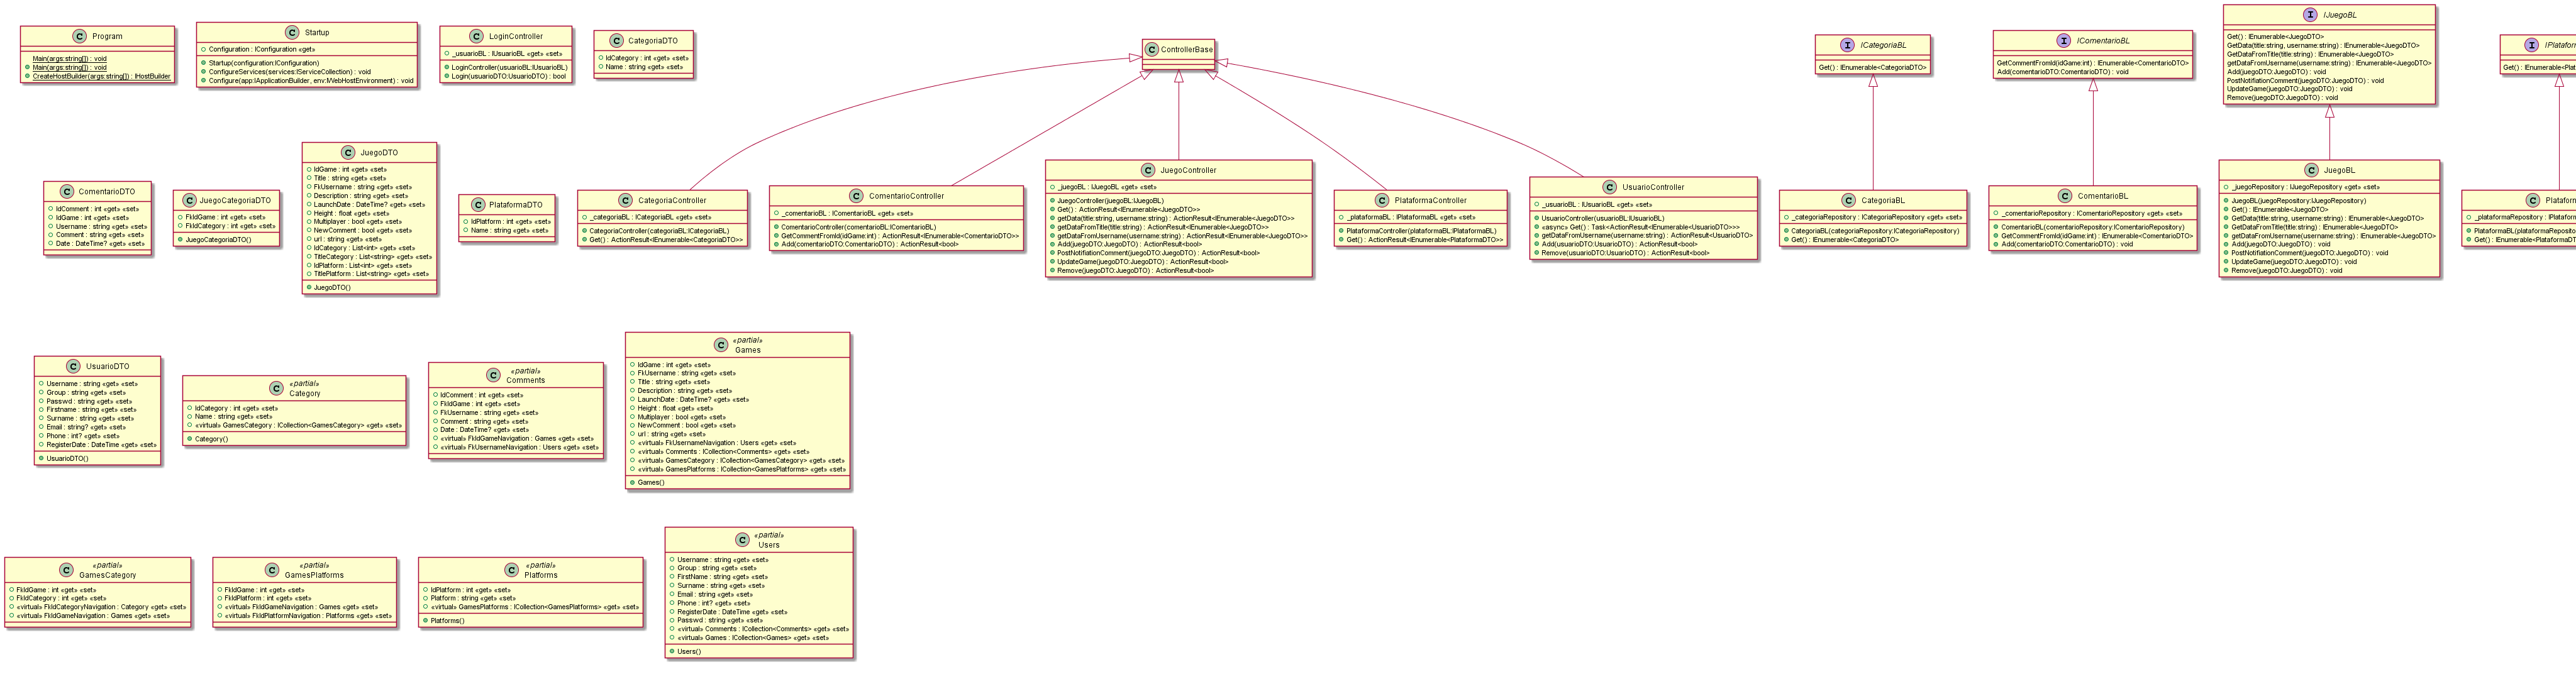 Program
Main(args:string[]) : void
Main(args:string[]) : void
CreateHostBuilder(args:string[]) : IHostBuilder
Startup
Configuration : IConfiguration «get»
Startup(configuration:IConfiguration)
ConfigureServices(services:IServiceCollection) : void
Configure(app:IApplicationBuilder, env:IWebHostEnvironment) : void
LoginController
_usuarioBL : IUsuarioBL «get» «set»
LoginController(usuarioBL:IUsuarioBL)
Login(usuarioDTO:UsuarioDTO) : bool
CategoriaDTO
IdCategory : int «get» «set»
Name : string «get» «set»
ControllerBase
ICategoriaBL
Get() : IEnumerable<CategoriaDTO>
IComentarioBL
GetCommentFromId(idGame:int) : IEnumerable<ComentarioDTO>
Add(comentarioDTO:ComentarioDTO) : void
IJuegoBL
Get() : IEnumerable<JuegoDTO>
GetData(title:string, username:string) : IEnumerable<JuegoDTO>
GetDataFromTitle(title:string) : IEnumerable<JuegoDTO>
getDataFromUsername(username:string) : IEnumerable<JuegoDTO>
Add(juegoDTO:JuegoDTO) : void
PostNotifiationComment(juegoDTO:JuegoDTO) : void
UpdateGame(juegoDTO:JuegoDTO) : void
Remove(juegoDTO:JuegoDTO) : void
Get() : IEnumerable<Plat
ComentarioDTO
IdComment : int «get» «set»
IdGame : int «get» «set»
Username : string «get» «set»
Comment : string «get» «set»
Date : DateTime? «get» «set»
JuegoCategoriaDTO
FkIdGame : int «get» «set»
FkIdCategory : int «get» «set»
JuegoCategoriaDTO()
JuegoDTO
IdGame : int «get» «set»
Title : string «get» «set»
FkUsername : string «get» «set»
Description : string «get» «set»
LaunchDate : DateTime? «get» «set»
Height : float «get» «set»
Multiplayer : bool «get» «set»
NewComment : bool «get» «set»
url : string «get» «set»
IdCategory : List<int> «get» «set»
TitleCategory : List<string> «get» «set»
IdPlatform : List<int> «get» «set»
TitlePlatform : List<string> «get» «set»
JuegoDTO()
PlataformaDTO
IdPlatform : int «get» «set»
Name : string «get» «set»
CategoriaController
_categoriaBL : ICategoriaBL «get» «set»
CategoriaController(categoriaBL:ICategoriaBL)
Get() : ActionResult<IEnumerable<CategoriaDTO>>
ComentarioController
_comentarioBL : IComentarioBL «get» «set»
ComentarioController(comentarioBL:IComentarioBL)
GetCommentFromId(idGame:int) : ActionResult<IEnumerable<ComentarioDTO>>
Add(comentarioDTO:ComentarioDTO) : ActionResult<bool>
JuegoController
_juegoBL : IJuegoBL «get» «set»
JuegoController(juegoBL:IJuegoBL)
Get() : ActionResult<IEnumerable<JuegoDTO>>
getData(title:string, username:string) : ActionResult<IEnumerable<JuegoDTO>>
getDataFromTitle(title:string) : ActionResult<IEnumerable<JuegoDTO>>
getDataFromUsername(username:string) : ActionResult<IEnumerable<JuegoDTO>>
Add(juegoDTO:JuegoDTO) : ActionResult<bool>
PostNotifiationComment(juegoDTO:JuegoDTO) : ActionResult<bool>
UpdateGame(juegoDTO:JuegoDTO) : ActionResult<bool>
Remove(juegoDTO:JuegoDTO) : ActionResult<bool>
PlataformaController
_plataformaBL : IPlataformaBL «get» «set»
PlataformaController(plataformaBL:IPlataformaBL)
Get() : ActionResult<IEnumerable<PlataformaDTO>>
UsuarioController
_usuarioBL : IUsuarioBL «get» «set»
UsuarioController(usuarioBL:IUsuarioBL)
«async» Get() : Task<ActionResult<IEnumerable<UsuarioDTO>>>
getDataFromUsername(username:string) : ActionResult<UsuarioDTO>
Add(usuarioDTO:UsuarioDTO) : ActionResult<bool>
Remove(usuarioDTO:UsuarioDTO) : ActionResult<bool>
CategoriaBL
_categoriaRepository : ICategoriaRepository «get» «set»
CategoriaBL(categoriaRepository:ICategoriaRepository)
Get() : IEnumerable<CategoriaDTO>
ComentarioBL
_comentarioRepository : IComentarioRepository «get» «set»
ComentarioBL(comentarioRepository:IComentarioRepository)
GetCommentFromId(idGame:int) : IEnumerable<ComentarioDTO>
Add(comentarioDTO:ComentarioDTO) : void
JuegoBL
_juegoRepository : IJuegoRepository «get» «set»
JuegoBL(juegoRepository:IJuegoRepository)
Get() : IEnumerable<JuegoDTO>
GetData(title:string, username:string) : IEnumerable<JuegoDTO>
GetDataFromTitle(title:string) : IEnumerable<JuegoDTO>
getDataFromUsername(username:string) : IEnumerable<JuegoDTO>
Add(juegoDTO:JuegoDTO) : void
PostNotifiationComment(juegoDTO:JuegoDTO) : void
UpdateGame(juegoDTO:JuegoDTO) : void
Remove(juegoDTO:JuegoDTO) : void
_plataformaRepository : IPlatafor
PlataformaBL(plataformaReposito
Get() : IEnumerable<PlataformaDT
UsuarioDTO
Username : string «get» «set»
Group : string «get» «set»
Passwd : string «get» «set»
Firstname : string «get» «set»
Surname : string «get» «set»
Email : string? «get» «set»
Phone : int? «get» «set»
RegisterDate : DateTime «get» «set»
UsuarioDTO()
«partial»
Category
IdCategory : int «get» «set»
Name : string «get» «set»
«virtual» GamesCategory : ICollection<GamesCategory> «get» «set»
Category()
«partial»
Comments
IdComment : int «get» «set»
FkIdGame : int «get» «set»
FkUsername : string «get» «set»
Comment : string «get» «set»
Date : DateTime? «get» «set»
«virtual» FkIdGameNavigation : Games «get» «set»
«virtual» FkUsernameNavigation : Users «get» «set»
«partial»
Games
IdGame : int «get» «set»
FkUsername : string «get» «set»
Title : string «get» «set»
Description : string «get» «set»
LaunchDate : DateTime? «get» «set»
Height : float «get» «set»
Multiplayer : bool «get» «set»
NewComment : bool «get» «set»
url : string «get» «set»
«virtual» FkUsernameNavigation : Users «get» «set»
«virtual» Comments : ICollection<Comments> «get» «set»
«virtual» GamesCategory : ICollection<GamesCategory> «get» «set»
«virtual» GamesPlatforms : ICollection<GamesPlatforms> «get» «set»
Games()
«partial»
GamesCategory
FkIdGame : int «get» «set»
FkIdCategory : int «get» «set»
«virtual» FkIdCategoryNavigation : Category «get» «set»
«virtual» FkIdGameNavigation : Games «get» «set»
«partial»
GamesPlatforms
FkIdGame : int «get» «set»
FkIdPlatform : int «get» «set»
«virtual» FkIdGameNavigation : Games «get» «set»
«virtual» FkIdPlatformNavigation : Platforms «get» «set»
«partial»
Platforms
IdPlatform : int «get» «set»
Platform : string «get» «set»
«virtual» GamesPlatforms : ICollection<GamesPlatforms> «get» «set»
Platforms()
«partial»
Users
Username : string «get» «set»
Group : string «get» «set»
FirstName : string «get» «set»
Surname : string «get» «set»
Email : string «get» «set»
Phone : int? «get» «set»
RegisterDate : DateTime «get» «set»
Passwd : string «get» «set»
«virtual» Comments : ICollection<Comments> «get» «set»
«virtual» Games : ICollection<Games> «get» «set»
Users()